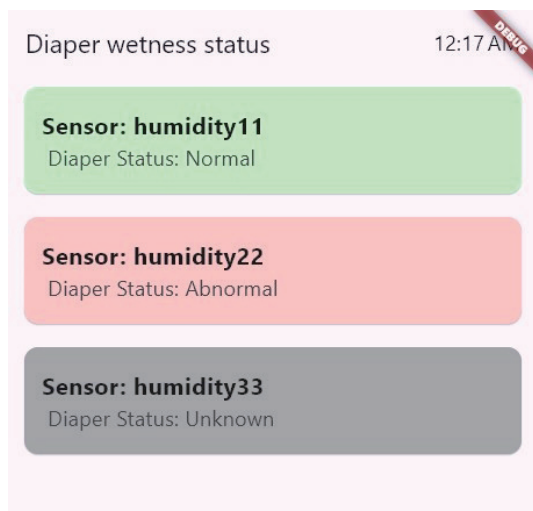 Diaper wetness status
12:17 AM
DEBUG
Sensor: humidity11
Diaper Status: Normal
Sensor: humidity22
Diaper Status: Abnormal
Sensor: humidity33
Diaper Status: Unknown